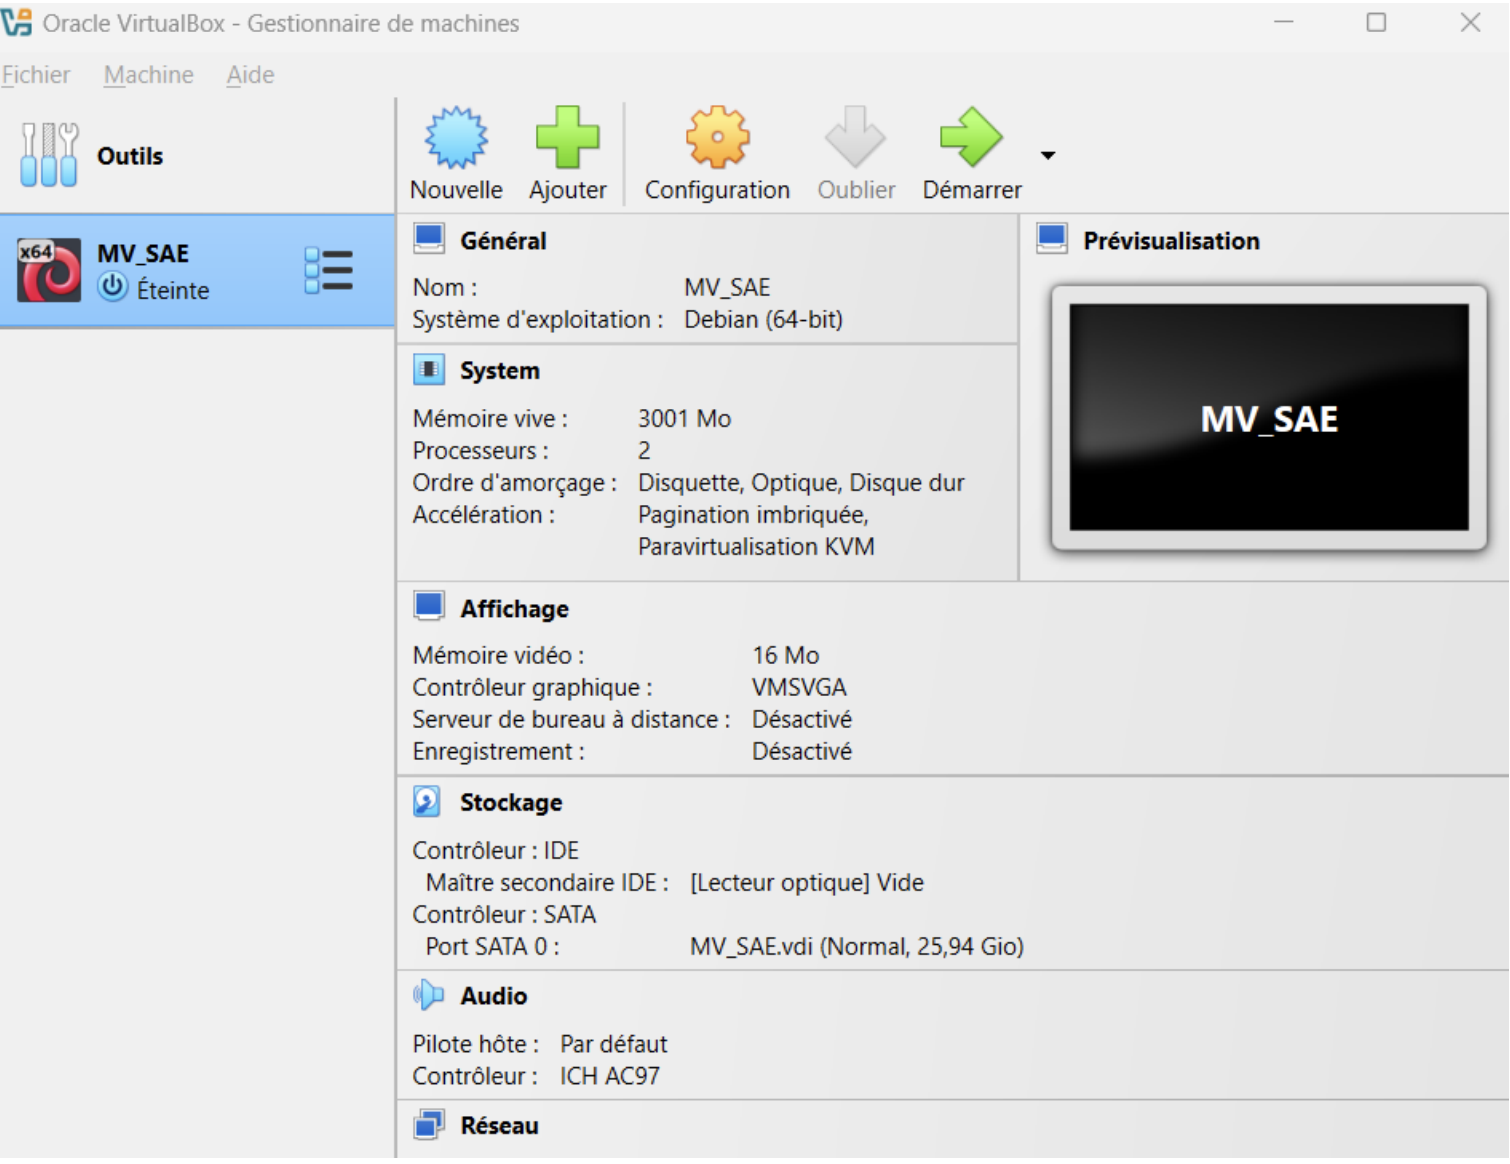 Oracle VirtualBox - Gestionnaire de machines
Fichier Machine Aide
Outils
Nouvelle Ajouter Configuration Oublier Démarrer
x64
MV_SAE
Éteinte
Général
Nom : MV_SAE
Système d'exploitation : Debian (64-bit)
Prévisualisation
MV_SAE
System
Mémoire vive : 3001 Mo
Processeurs : 2
Ordre d'amorçage : Disquette, Optique, Disque dur
Accélération : Pagination imbriquée,
Paravirtualisation KVM
Affichage
Mémoire vidéo : 16 Mo
Contrôleur graphique : VMSVGA
Serveur de bureau à distance : Désactivé
Enregistrement : Désactivé
Stockage
Contrôleur : IDE
Maître secondaire IDE : [Lecteur optique] Vide
Contrôleur : SATA
Port SATA 0 : MV_SAE.vdi (Normal, 25,94 Gio)
Audio
Pilote hôte : Par défaut
Contrôleur : ICH AC97
Réseau